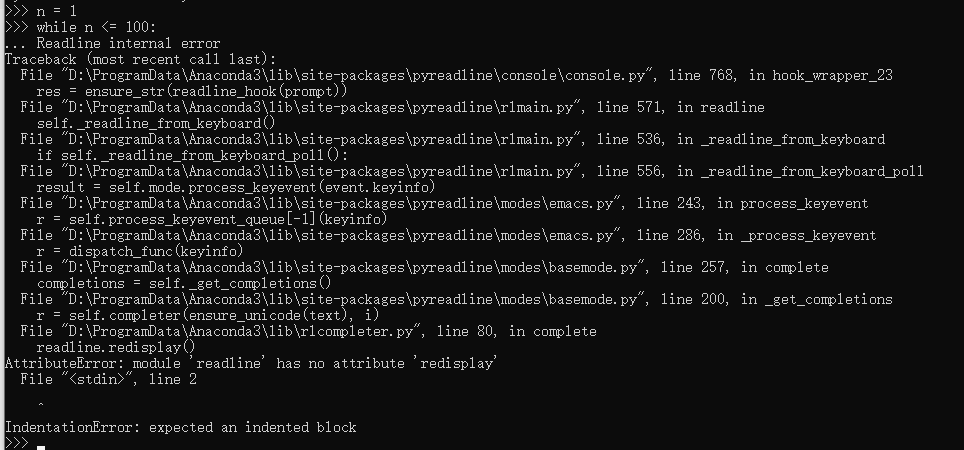 >>> n = 1
>>> while n <= 100:
... Readline internal error
Traceback (most recent call last):
  File "D:\ProgramData\Anaconda3\lib\site-packages\pyreadline\console\console.py", line 768, in hook_wrapper_23
    res = ensure_str(readline_hook(prompt))
  File "D:\ProgramData\Anaconda3\lib\site-packages\pyreadline\rlmain.py", line 571, in readline
    self._readline_from_keyboard()
  File "D:\ProgramData\Anaconda3\lib\site-packages\pyreadline\rlmain.py", line 536, in _readline_from_keyboard
    if self._readline_from_keyboard_poll():
  File "D:\ProgramData\Anaconda3\lib\site-packages\pyreadline\rlmain.py", line 556, in _readline_from_keyboard_poll
    result = self.mode.process_keyevent(event.keyinfo)
  File "D:\ProgramData\Anaconda3\lib\site-packages\pyreadline\modes\emacs.py", line 243, in process_keyevent
    r = self.process_keyevent_queue[-1](keyinfo)
  File "D:\ProgramData\Anaconda3\lib\site-packages\pyreadline\modes\emacs.py", line 286, in _process_keyevent
    r = dispatch_func(keyinfo)
  File "D:\ProgramData\Anaconda3\lib\site-packages\pyreadline\modes\basemode.py", line 257, in complete
    completions = self._get_completions()
  File "D:\ProgramData\Anaconda3\lib\site-packages\pyreadline\modes\basemode.py", line 200, in _get_completions
    r = self.completer(ensure_unicode(text), i)
  File "D:\ProgramData\Anaconda3\lib\rlcompleter.py", line 80, in complete
    readline.redisplay()
AttributeError: module 'readline' has no attribute 'redisplay'
  File "<stdin>", line 2
    ^
IndentationError: expected an indented block
>>>